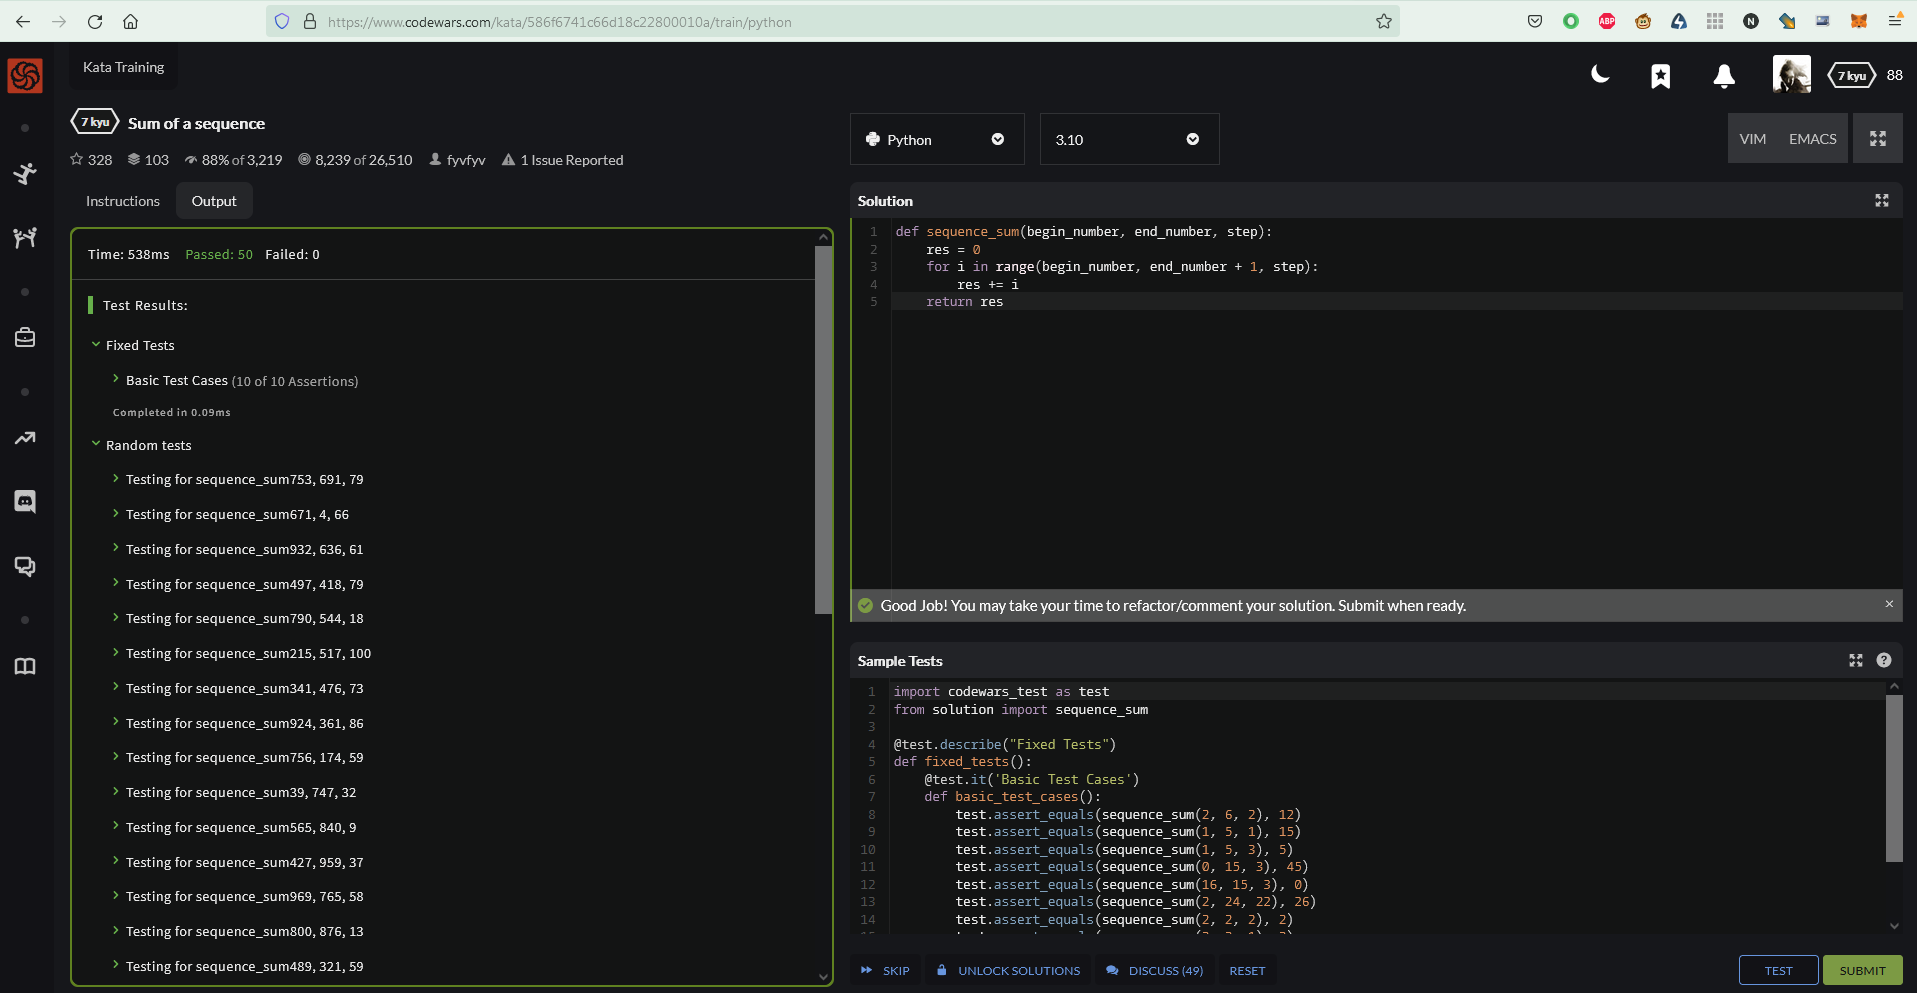 https://www.codewars.com/kata/586f6741c66d18c22800010a/train/python
ABP
N
Kata Training
7 kyu
88
7 kyu
Sum of a sequence
328 103 88% of 3,219 8,239 of 26,510 fyvfyv 1 Issue Reported
Python
3.10
VIM
EMACS
Instructions
Output
Time: 538ms Passed: 50 Failed: 0
Test Results:
Fixed Tests
Basic Test Cases (10 of 10 Assertions)
Completed in 0.09ms
Random tests
Testing for sequence_sum753, 691, 79
Testing for sequence_sum671, 4, 66
Testing for sequence_sum932, 636, 61
Testing for sequence_sum497, 418, 79
Testing for sequence_sum790, 544, 18
Testing for sequence_sum215, 517, 100
Testing for sequence_sum341, 476, 73
Testing for sequence_sum924, 361, 86
Testing for sequence_sum756, 174, 59
Testing for sequence_sum39, 747, 32
Testing for sequence_sum565, 840, 9
Testing for sequence_sum427, 959, 37
Testing for sequence_sum969, 765, 58
Testing for sequence_sum800, 876, 13
Testing for sequence_sum489, 321, 59
Solution
1 def sequence_sum(begin_number, end_number, step):
2     res = 0
3     for i in range(begin_number, end_number + 1, step):
4         res += i
5     return res
Good Job! You may take your time to refactor/comment your solution. Submit when ready.
×
Sample Tests
1 import codewars_test as test
2 from solution import sequence_sum
3
4 @test.describe("Fixed Tests")
5 def fixed_tests():
6     @test.it('Basic Test Cases')
7     def basic_test_cases():
8         test.assert_equals(sequence_sum(2, 6, 2), 12)
9         test.assert_equals(sequence_sum(1, 5, 1), 15)
10         test.assert_equals(sequence_sum(1, 5, 3), 5)
11         test.assert_equals(sequence_sum(0, 15, 3), 45)
12         test.assert_equals(sequence_sum(16, 15, 3), 0)
13         test.assert_equals(sequence_sum(2, 24, 22), 26)
14         test.assert_equals(sequence_sum(2, 2, 2), 2)
SKIP
UNLOCK SOLUTIONS
DISCUSS (49)
RESET
TEST
SUBMIT